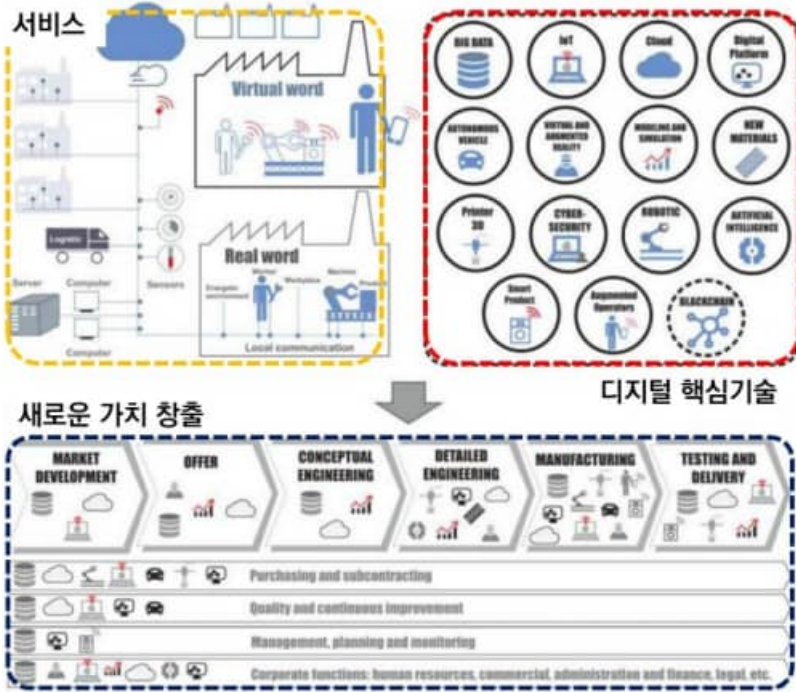 서비스
Virtual word
Logistic
Sensors
Server
Computer
Computer
Real word
Worker
Workplace
Machine
Product
Energetic environment
Local communication
BIG DATA
IoT
Cloud
Digital Platform
AUTONOMOUS VEHICLE
VIRTUAL AND AUGMENTED REALITY
MODELING AND SIMULATION
NEW MATERIALS
Printer 3D
CYBER-SECURITY
ROBOTIC
ARTIFICIAL INTELLIGENCE
Smart Product
Augmented Operators
BLACKCHAIN
디지털 핵심기술
새로운 가치 창출
MARKET DEVELOPMENT
OFFER
CONCEPTUAL ENGINEERING
DETAILED ENGINEERING
MANUFACTURING
TESTING AND DELIVERY
Purchasing and subcontracting
Quality and continuous improvement
Management, planning and monitoring
Corporate functions: human resources, commercial, administration and finance, legal, etc.